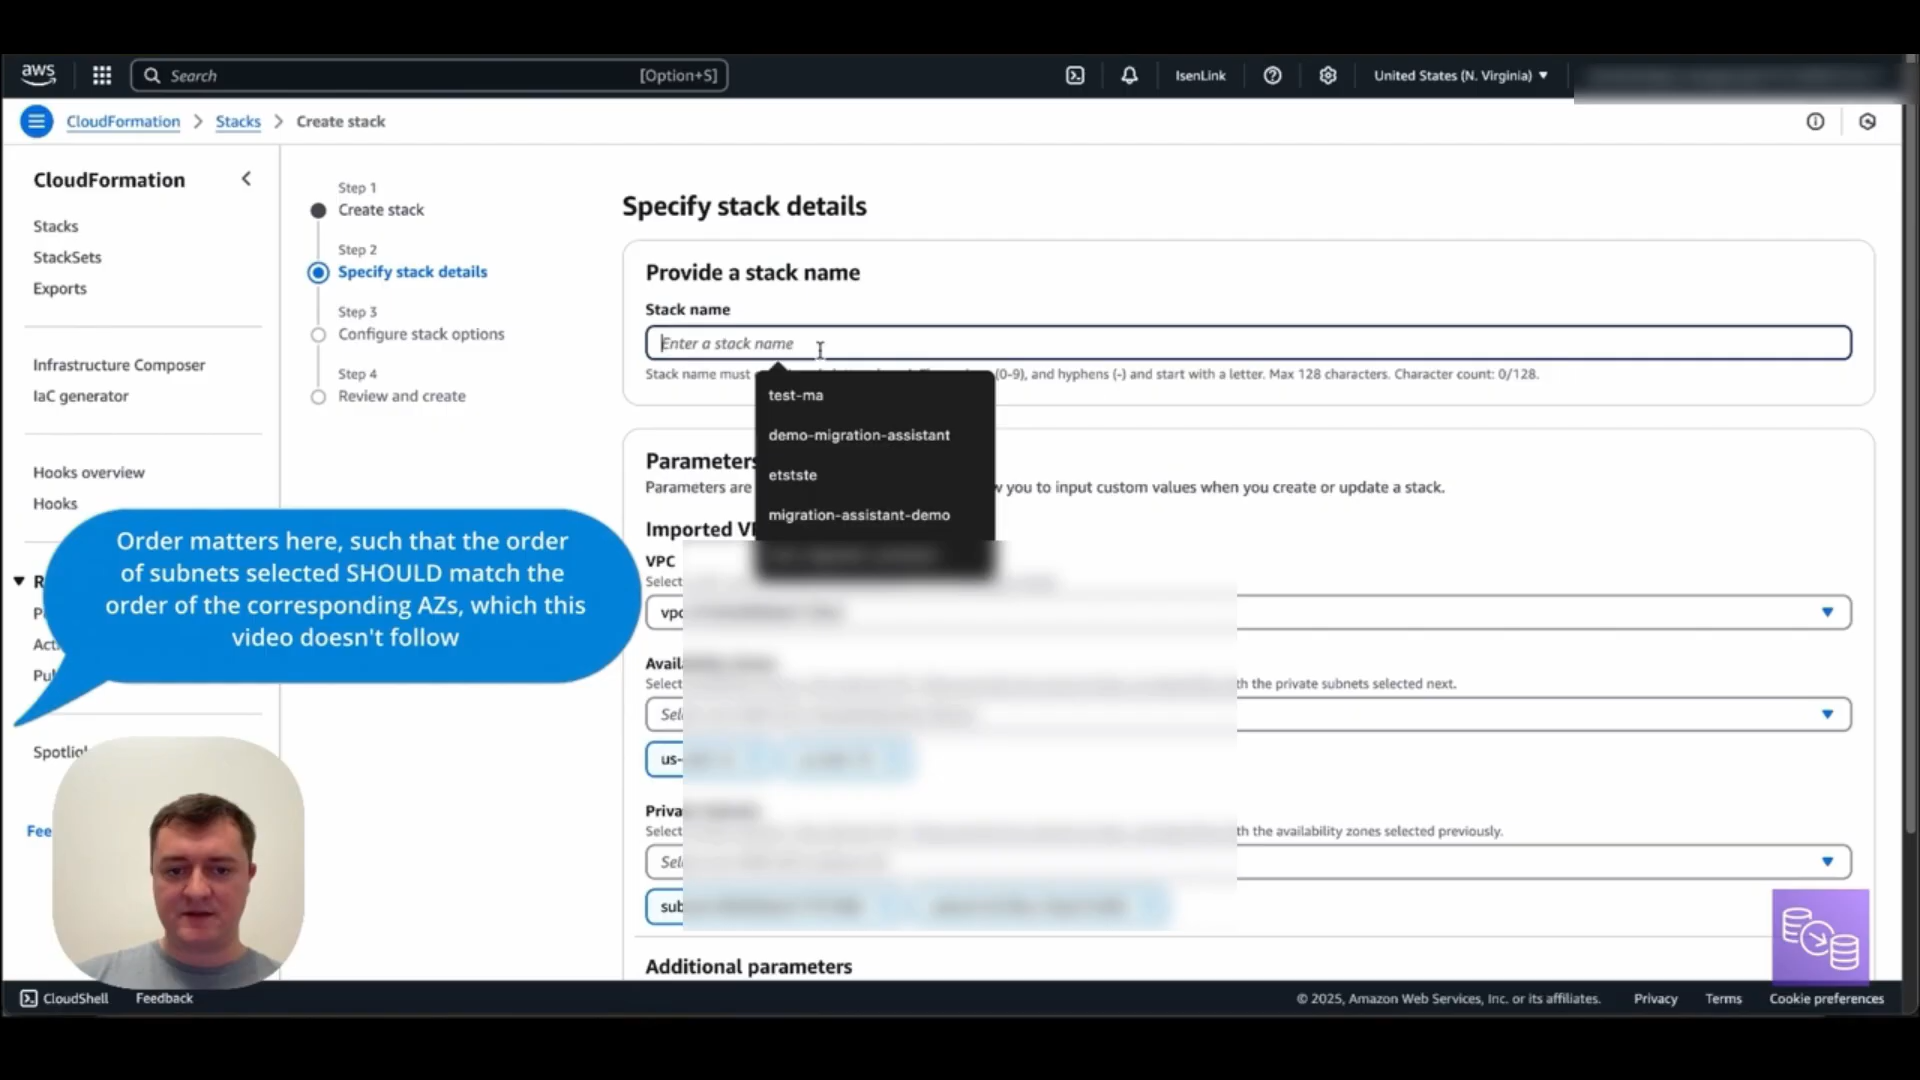 aws
Search
[Option+S]
IsenLink
United States (N. Virginia)
CloudFormation
Stacks
Create stack
CloudFormation
Stacks
StackSets
Exports
Infrastructure Composer
IaC generator
Hooks overview
Hooks
Spotlig
Fee
Order matters here, such that the order
of subnets selected SHOULD match the
order of the corresponding AZs, which this
video doesn't follow
Step 1
Create stack
Step 2
Specify stack details
Step 3
Configure stack options
Step 4
Review and create
Specify stack details
Provide a stack name
Stack name
Enter a stack name
Stack name must (0-9), and hyphens (-) and start with a letter. Max 128 characters. Character count: 0/128.
test-ma
demo-migration-assistant
etstste
migration-assistant-demo
Parameters
Parameters are you to input custom values when you create or update a stack.
Imported
VPC
Select
vpc
Avail
Select th the private subnets selected next.
Sel
us-
Priva
Select th the availability zones selected previously.
Sel
sub
Additional parameters
CloudShell
Feedback
© 2025, Amazon Web Services, Inc. or its affiliates.
Privacy
Terms
Cookie preferences